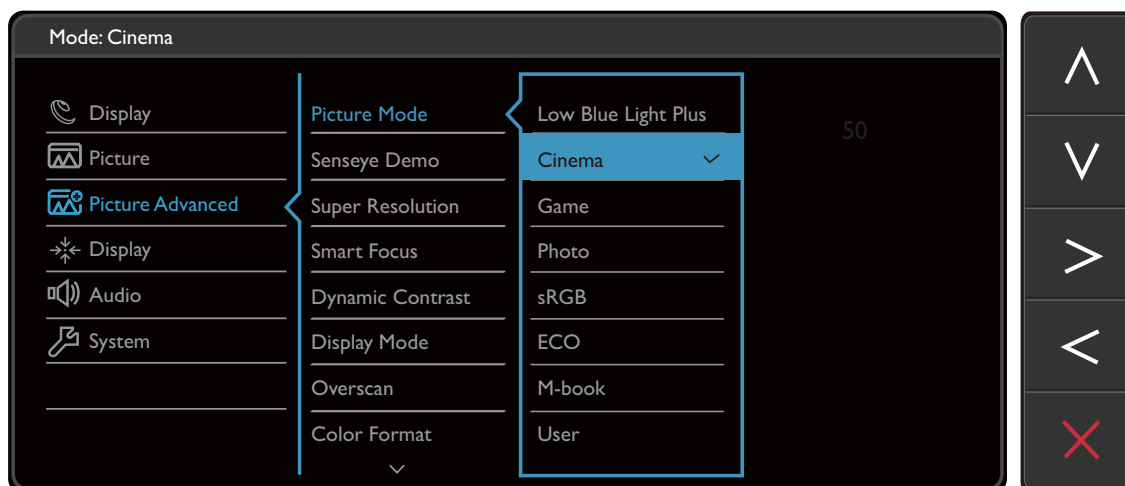 Mode: Cinema
Display
Picture
Picture Advanced
Display
Audio
System
Picture Mode
Senseye Demo
Super Resolution
Smart Focus
Dynamic Contrast
Display Mode
Overscan
Color Format
Low Blue Light Plus
Cinema
Game
Photo
sRGB
ECO
M-book
User
50